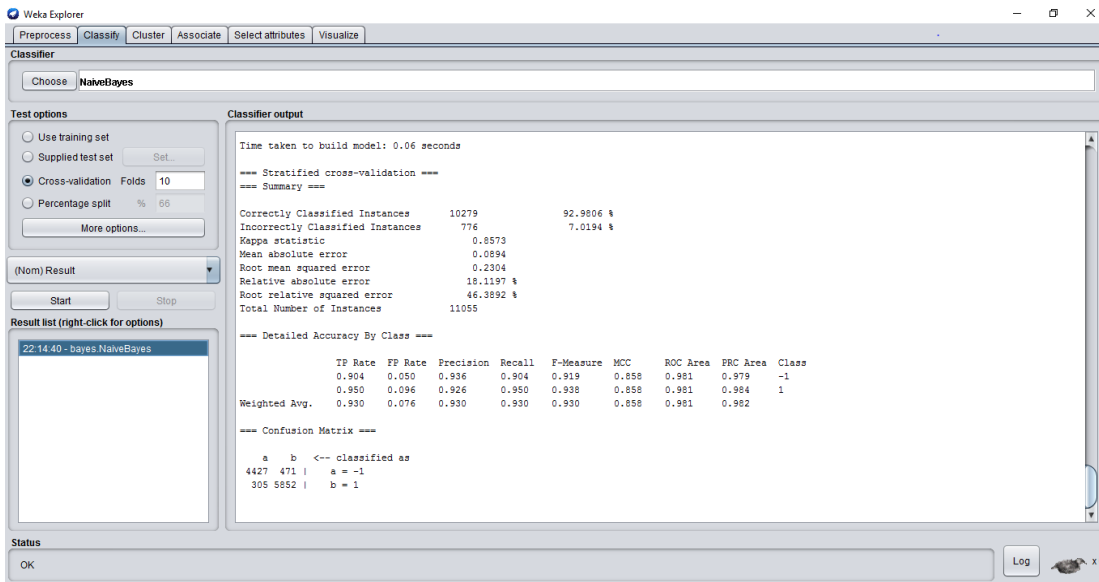 Weka Explorer
Preprocess Classify Cluster Associate Select attributes Visualize
Classifier
Choose NaiveBayes
Test options
Use training set
Supplied test set Set...
Cross-validation Folds 10
Percentage split % 66
More options...
(Nom) Result
Start Stop
Result list (right-click for options)
22:14:40 - bayes.NaiveBayes
Classifier output
Time taken to build model: 0.06 seconds
=== Stratified cross-validation ===
=== Summary ===
Correctly Classified Instances 10279 92.9806 %
Incorrectly Classified Instances 776 7.0194 %
Kappa statistic 0.8573
Mean absolute error 0.0894
Root mean squared error 0.2304
Relative absolute error 18.1197 %
Root relative squared error 46.3892 %
Total Number of Instances 11055
=== Detailed Accuracy By Class ===
TP Rate FP Rate Precision Recall F-Measure MCC ROC Area PRC Area Class
0.904 0.050 0.936 0.904 0.919 0.858 0.981 0.979 -1
0.950 0.096 0.926 0.950 0.938 0.858 0.981 0.984 1
Weighted Avg. 0.930 0.076 0.930 0.930 0.930 0.858 0.981 0.982
=== Confusion Matrix ===
a b <-- classified as
4427 471 | a = -1
305 5852 | b = 1
Status
OK
Log
x